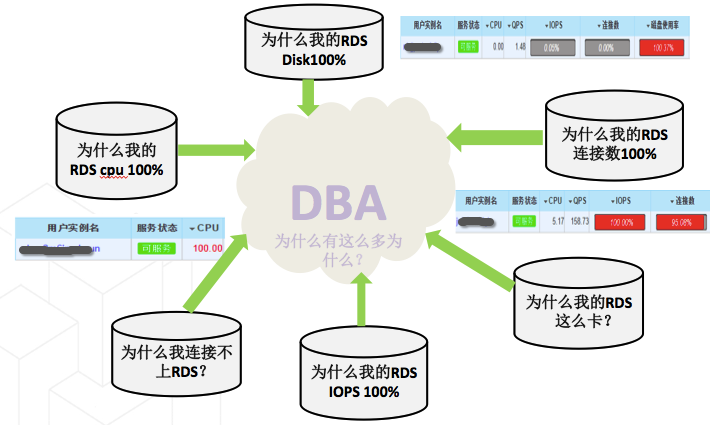 为什么我的RDS
Disk100%
用户实例名 服务状态 CPU QPS IOPS 连接数 磁盘使用率
可服务 0.00 1.48 0.05% 0.00% 100.37%
为什么我的
RDS cpu 100%
为什么我的RDS
连接数100%
DBA
为什么有这么多为
什么？
用户实例名 服务状态 CPU QPS IOPS 连接数
可服务 5.17 158.73 100.00% 95.08%
用户实例名 服务状态 CPU
可服务 100.00
为什么我的RDS
这么卡？
为什么我连接不
上RDS？
为什么我的RDS
IOPS 100%